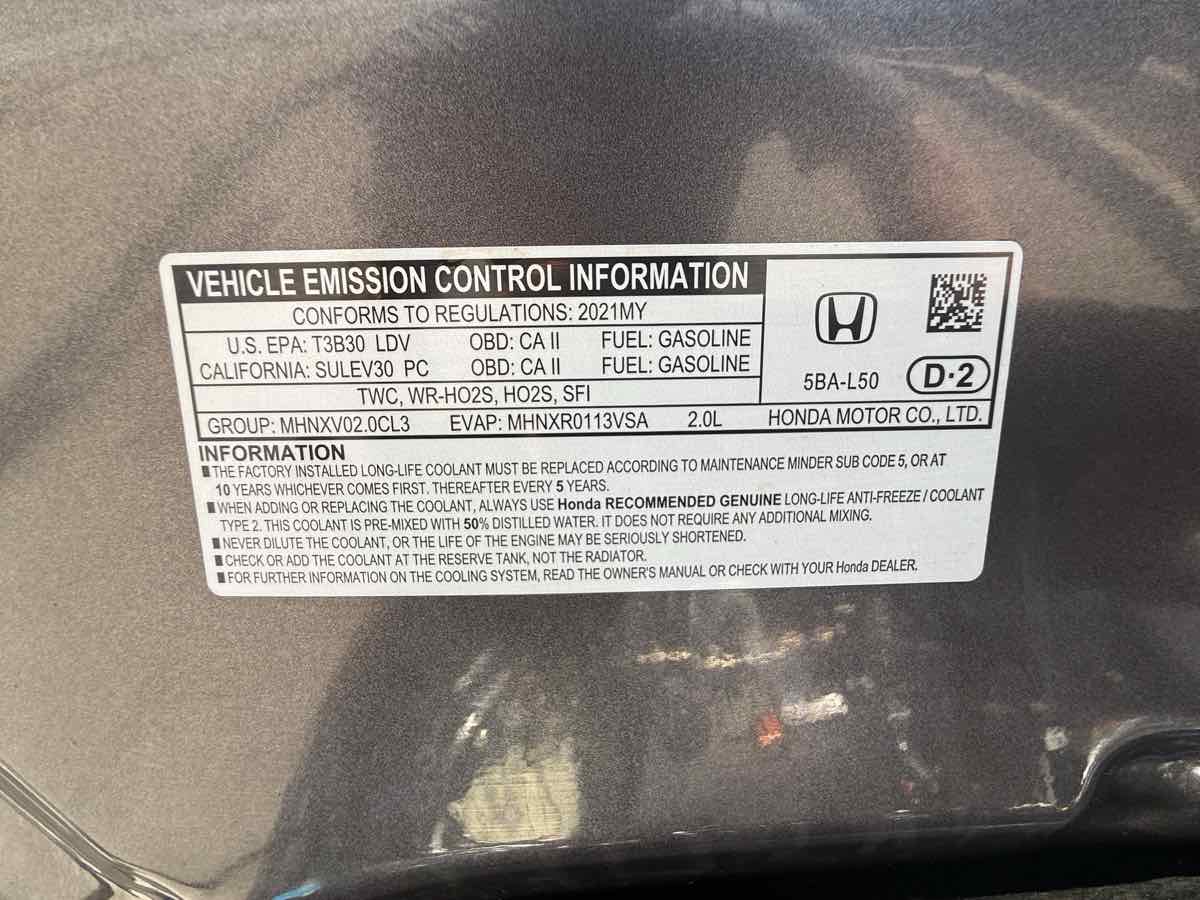 VEHICLE EMISSION CONTROL INFORMATION
CONFORMS TO REGULATIONS: 2021MY
U.S. EPA: T3B30 LDV OBD: CA II FUEL: GASOLINE
CALIFORNIA: SULEV30 PC OBD: CA II FUEL: GASOLINE
TWC, WR-HO2S, HO2S, SFI
5BA-L50 D·2
GROUP: MHNXV02.0CL3 EVAP: MHNXR0113VSA 2.0L HONDA MOTOR CO., LTD.
INFORMATION
■ THE FACTORY INSTALLED LONG-LIFE COOLANT MUST BE REPLACED ACCORDING TO MAINTENANCE MINDER SUB CODE 5, OR AT
10 YEARS WHICHEVER COMES FIRST. THEREAFTER EVERY 5 YEARS.
■ WHEN ADDING OR REPLACING THE COOLANT, ALWAYS USE Honda RECOMMENDED GENUINE LONG-LIFE ANTI-FREEZE / COOLANT
TYPE 2. THIS COOLANT IS PRE-MIXED WITH 50% DISTILLED WATER. IT DOES NOT REQUIRE ANY ADDITIONAL MIXING.
■ NEVER DILUTE THE COOLANT, OR THE LIFE OF THE ENGINE MAY BE SERIOUSLY SHORTENED.
■ CHECK OR ADD THE COOLANT AT THE RESERVE TANK, NOT THE RADIATOR.
■ FOR FURTHER INFORMATION ON THE COOLING SYSTEM, READ THE OWNER'S MANUAL OR CHECK WITH YOUR Honda DEALER.